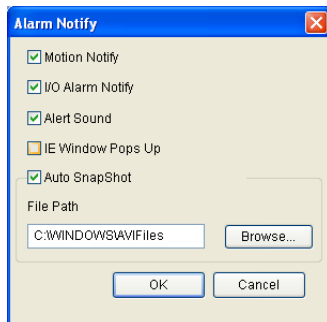 Alarm Notify
Motion Notify
I/O Alarm Notify
Alert Sound
IE Window Pops Up
Auto SnapShot
File Path
C:\WINDOWS\AVIFiles
Browse...
OK
Cancel